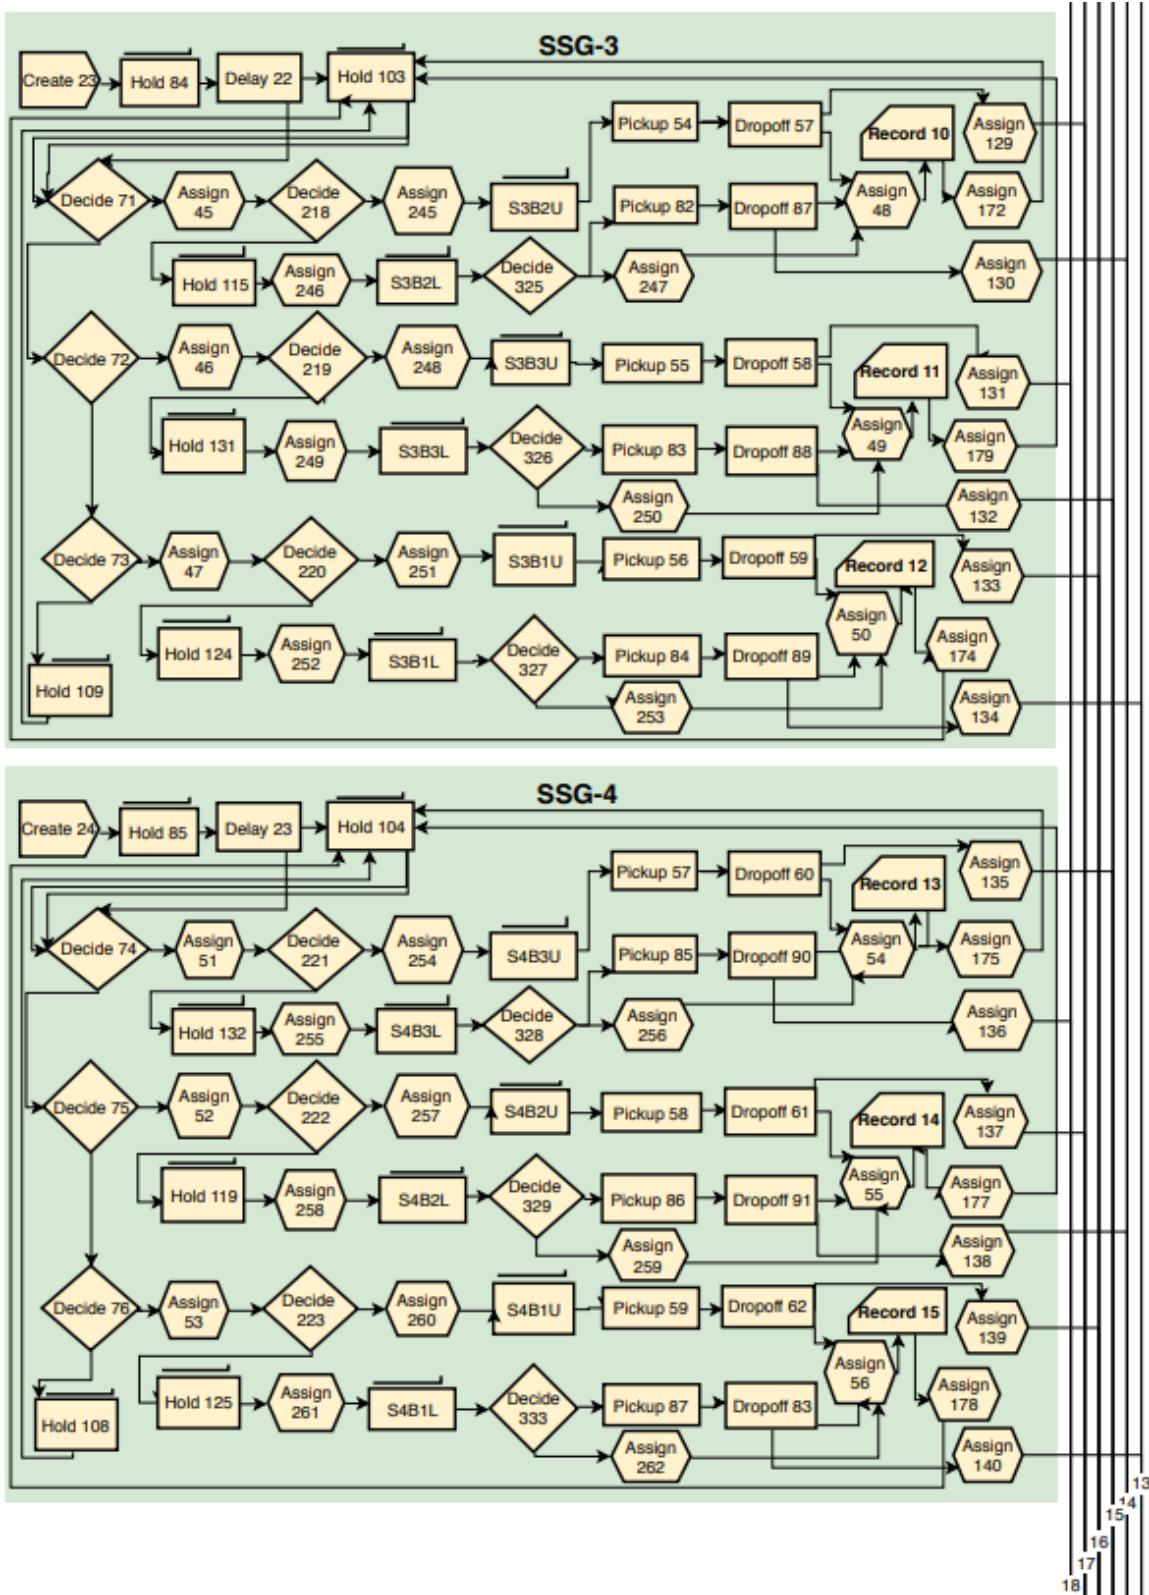 SSG-3
Create 23
Hold 84
Delay 22
Hold 103
Pickup 54
Dropoff 57
Record 10
Assign
129
Decide 71
Assign
45
Decide
218
Assign
245
S3B2U
Pickup 82
Dropoff 87
Assign
48
Assign
172
Hold 115
Assign
246
S3B2L
Decide
325
Assign
247
Assign
130
Decide 72
Assign
46
Decide
219
Assign
248
S3B3U
Pickup 55
Dropoff 58
Record 11
Assign
131
Hold 131
Assign
249
S3B3L
Decide
326
Pickup 83
Dropoff 88
Assign
49
Assign
179
Assign
250
Assign
132
Decide 73
Assign
47
Decide
220
Assign
251
S3B1U
Pickup 56
Dropoff 59
Record 12
Assign
133
Hold 124
Assign
252
S3B1L
Decide
327
Pickup 84
Dropoff 89
Assign
50
Assign
174
Hold 109
Assign
253
Assign
134
SSG-4
Create 24
Hold 85
Delay 23
Hold 104
Pickup 57
Dropoff 60
Record 13
Assign
135
Decide 74
Assign
51
Decide
221
Assign
254
S4B3U
Pickup 85
Dropoff 90
Assign
54
Assign
175
Hold 132
Assign
255
S4B3L
Decide
328
Assign
256
Assign
136
Decide 75
Assign
52
Decide
222
Assign
257
S4B2U
Pickup 58
Dropoff 61
Record 14
Assign
137
Hold 119
Assign
258
S4B2L
Decide
329
Pickup 86
Dropoff 91
Assign
55
Assign
177
Assign
259
Assign
138
Decide 76
Assign
53
Decide
223
Assign
260
S4B1U
Pickup 59
Dropoff 62
Record 15
Assign
139
Hold 125
Assign
261
S4B1L
Decide
333
Pickup 87
Dropoff 83
Assign
56
Assign
178
Hold 108
Assign
262
Assign
140
13
14
15
16
17
18